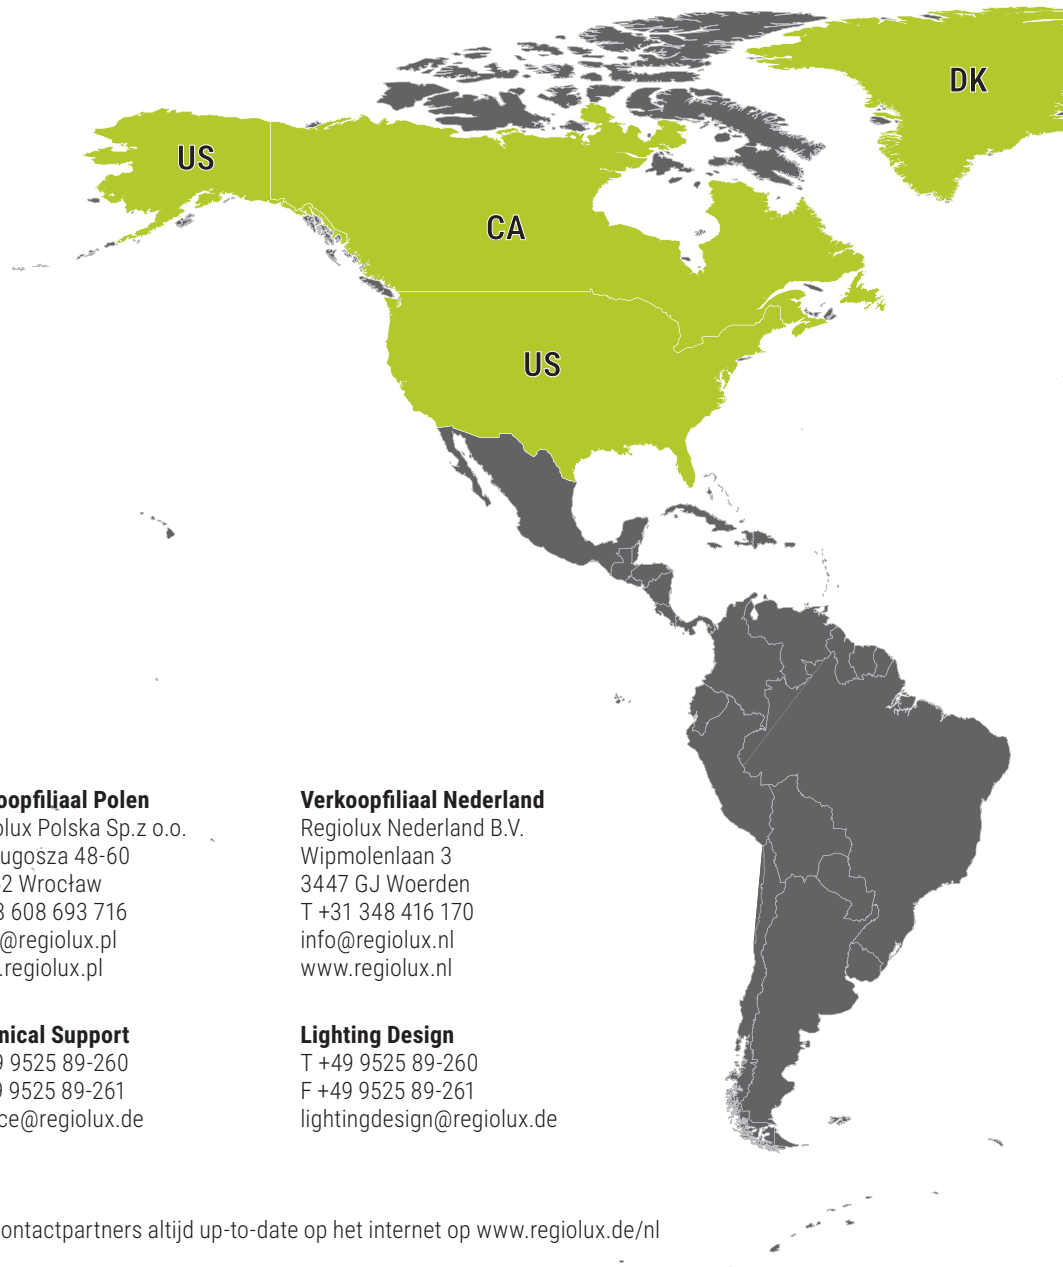 DK
US
CA
US
oopfiliaal Polen
olux Polska Sp.z o.o.
ugosza 48-60
2 Wrocław
608 693 716
@regiolux.pl
.regiolux.pl
Verkoopfiliaal Nederland
Regiolux Nederland B.V.
Wipmolenlaan 3
3447 GJ Woerden
T +31 348 416 170
info@regiolux.nl
www.regiolux.nl
nical Support
9 9525 89-260
9 9525 89-261
ce@regiolux.de
Lighting Design
T +49 9525 89-260
F +49 9525 89-261
lightingdesign@regiolux.de
ontactpartners altijd up-to-date op het internet op www.regiolux.de/nl